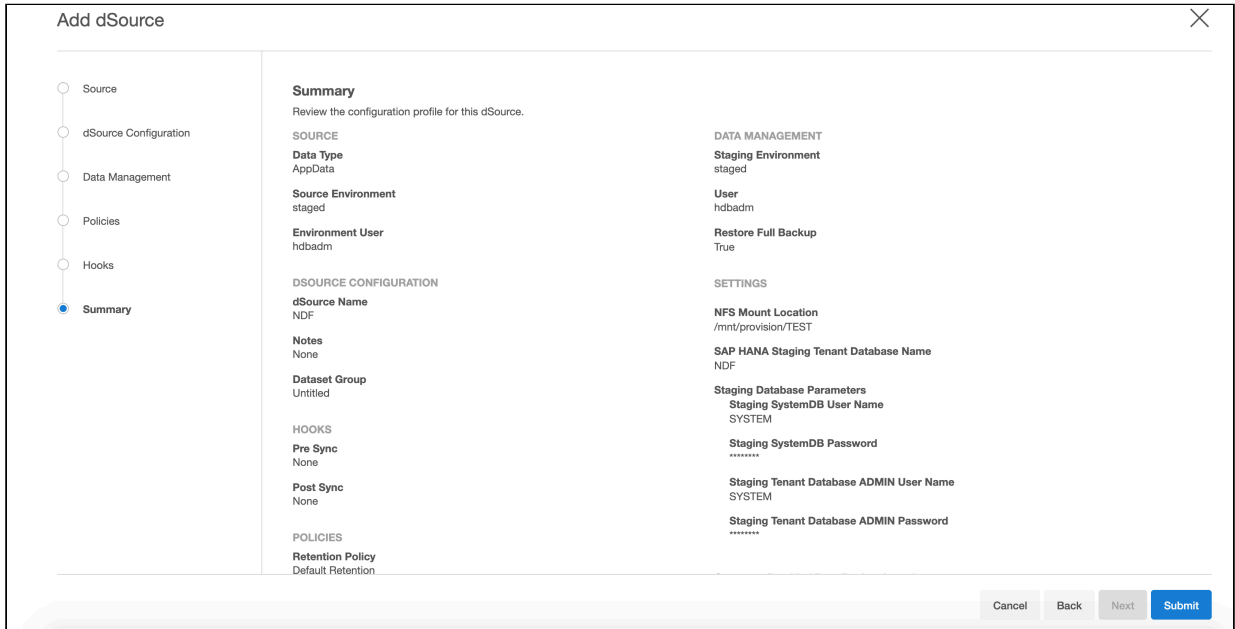 Add dSource
Source
dSource Configuration
Data Management
Policies
Hooks
Summary
Summary
Review the configuration profile for this dSource.
SOURCE
Data Type
AppData
Source Environment
staged
Environment User
hdbadm
DSOURCE CONFIGURATION
dSource Name
NDF
Notes
None
Dataset Group
Untitled
HOOKS
Pre Sync
None
Post Sync
None
POLICIES
Retention Policy
Default Retention
DATA MANAGEMENT
Staging Environment
staged
User
hdbadm
Restore Full Backup
True
SETTINGS
NFS Mount Location
/mnt/provision/TEST
SAP HANA Staging Tenant Database Name
NDF
Staging Database Parameters
Staging SystemDB User Name
SYSTEM
Staging SystemDB Password
********
Staging Tenant Database ADMIN User Name
SYSTEM
Staging Tenant Database ADMIN Password
********
Cancel
Back
Next
Submit